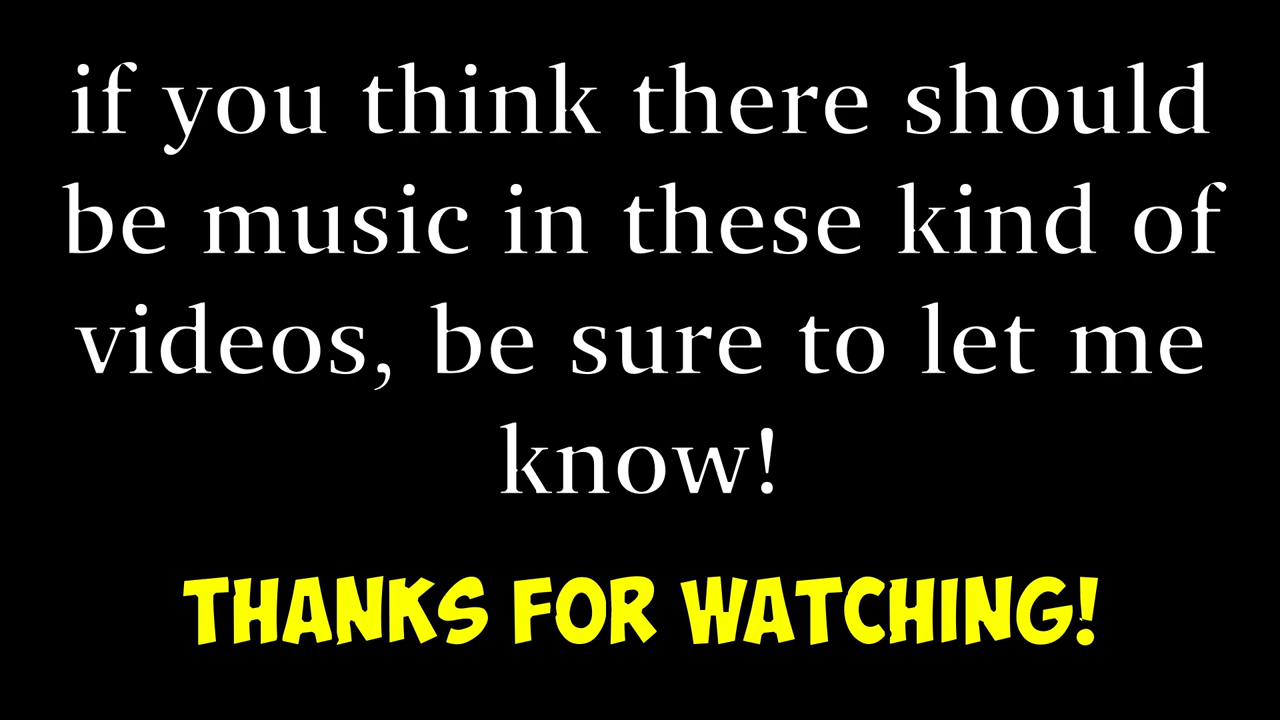 if you think there should
be music in these kind of
videos, be sure to let me
know!
THANKS FOR WATCHING!